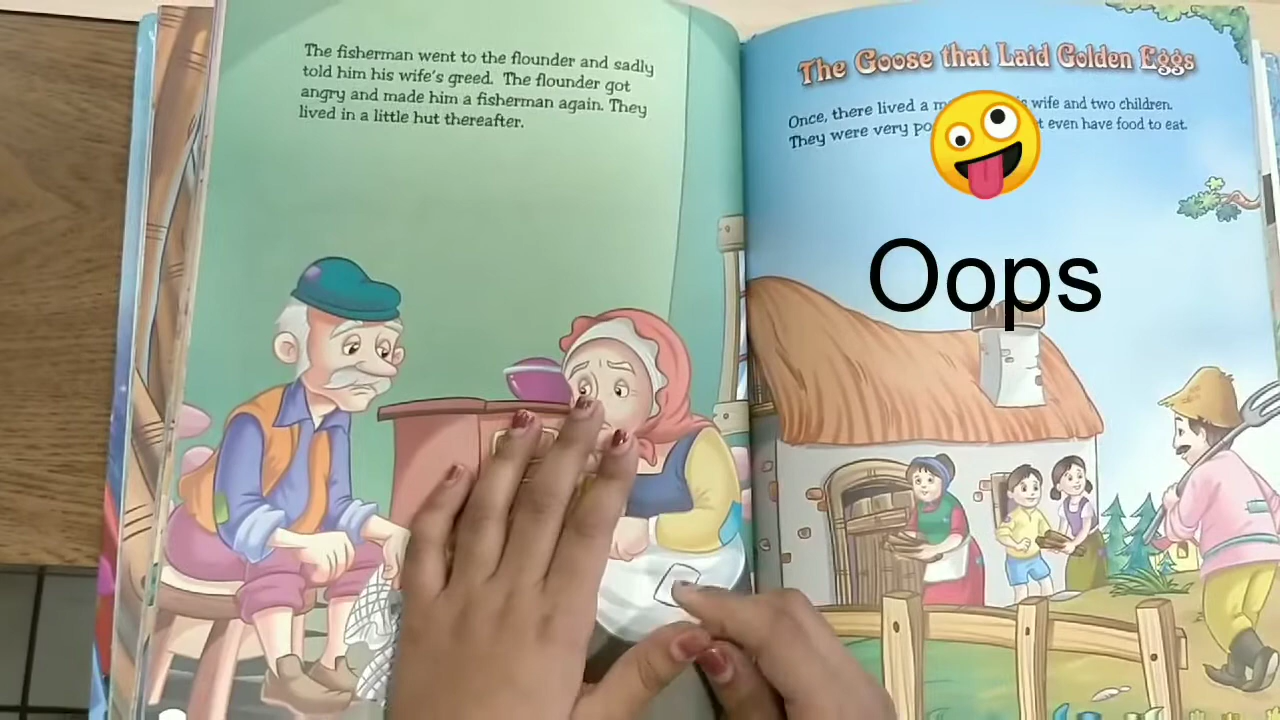 The fisherman went to the flounder and sadly
told him his wife's greed. The flounder got
angry and made him a fisherman again. They
lived in a little hut thereafter.
The Goose that Laid Golden Eggs
Once, there lived a wife and two children.
They were very even have food to eat.
Oops